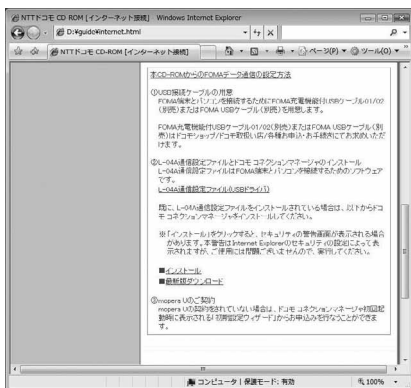 NTTドコモ CD ROM [インターネット接続] Windows Internet Explorer
D:¥guide¥internet.html
NTTドコモ CD-ROM [インターネット接続]
ページ(P)
ツール(O)
本CD-ROMからのFOMAデータ通信の設定方法
①USB接続ケーブルの用意
FOMA端末とパソコンを接続するためにFOMA充電機能付USBケーブル01/02
(別売)またはFOMA USBケーブル(別売)を用意します。
FOMA充電機能付USBケーブル01/02(別売)またはFOMA USBケーブル(別
売)はドコモショップ/ドコモ取扱い店/各種お申込・お手続きにてお買い求めいただ
けます。
②L-04A通信設定ファイルとドコモ コネクションマネージャのインストール
L-04A通信設定ファイルはFOMA端末とパソコンを接続するためのソフトウェア
です。
L-04A通信設定ファイル(USBドライバ)
既に、L-04A通信設定ファイルをインストールされている場合は、以下からドコ
モ コネクションマネージャをインストールしてください。
※「インストール」をクリックすると、セキュリティの警告画面が表示される場合
があります。本警告はInternet Explorerのセキュリティの設定によって表
示されますが、ご使用には問題ございませんので、実行してください。
■インストール
■最新版ダウンロード
③mopera Uのご契約
mopera Uの契約をされていない場合は、ドコモ コネクションマネージャ初回起
動時に表示される「初期設定ウィザード」からお申込みを行なうことができま
す。
コンピュータ | 保護モード: 有効
100%